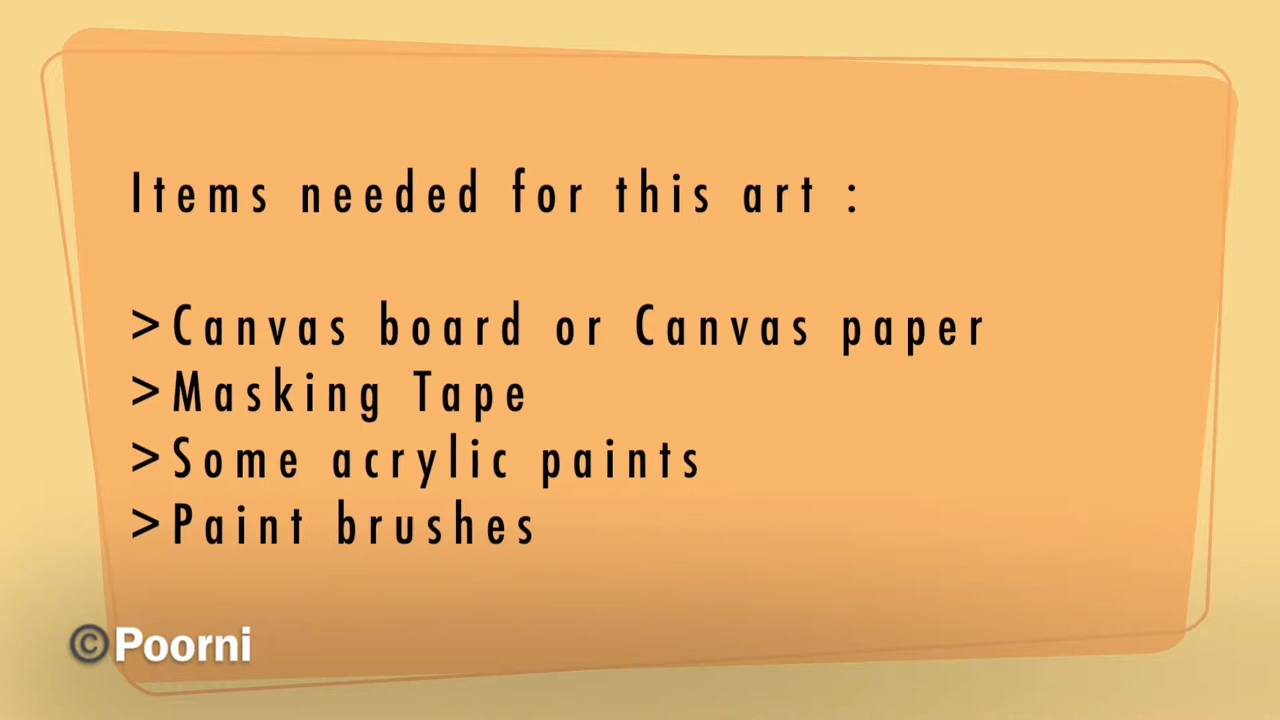 Items needed for this art :
>Canvas board or Canvas paper
>Masking Tape
>Some acrylic paints
>Paint brushes
©Poorni